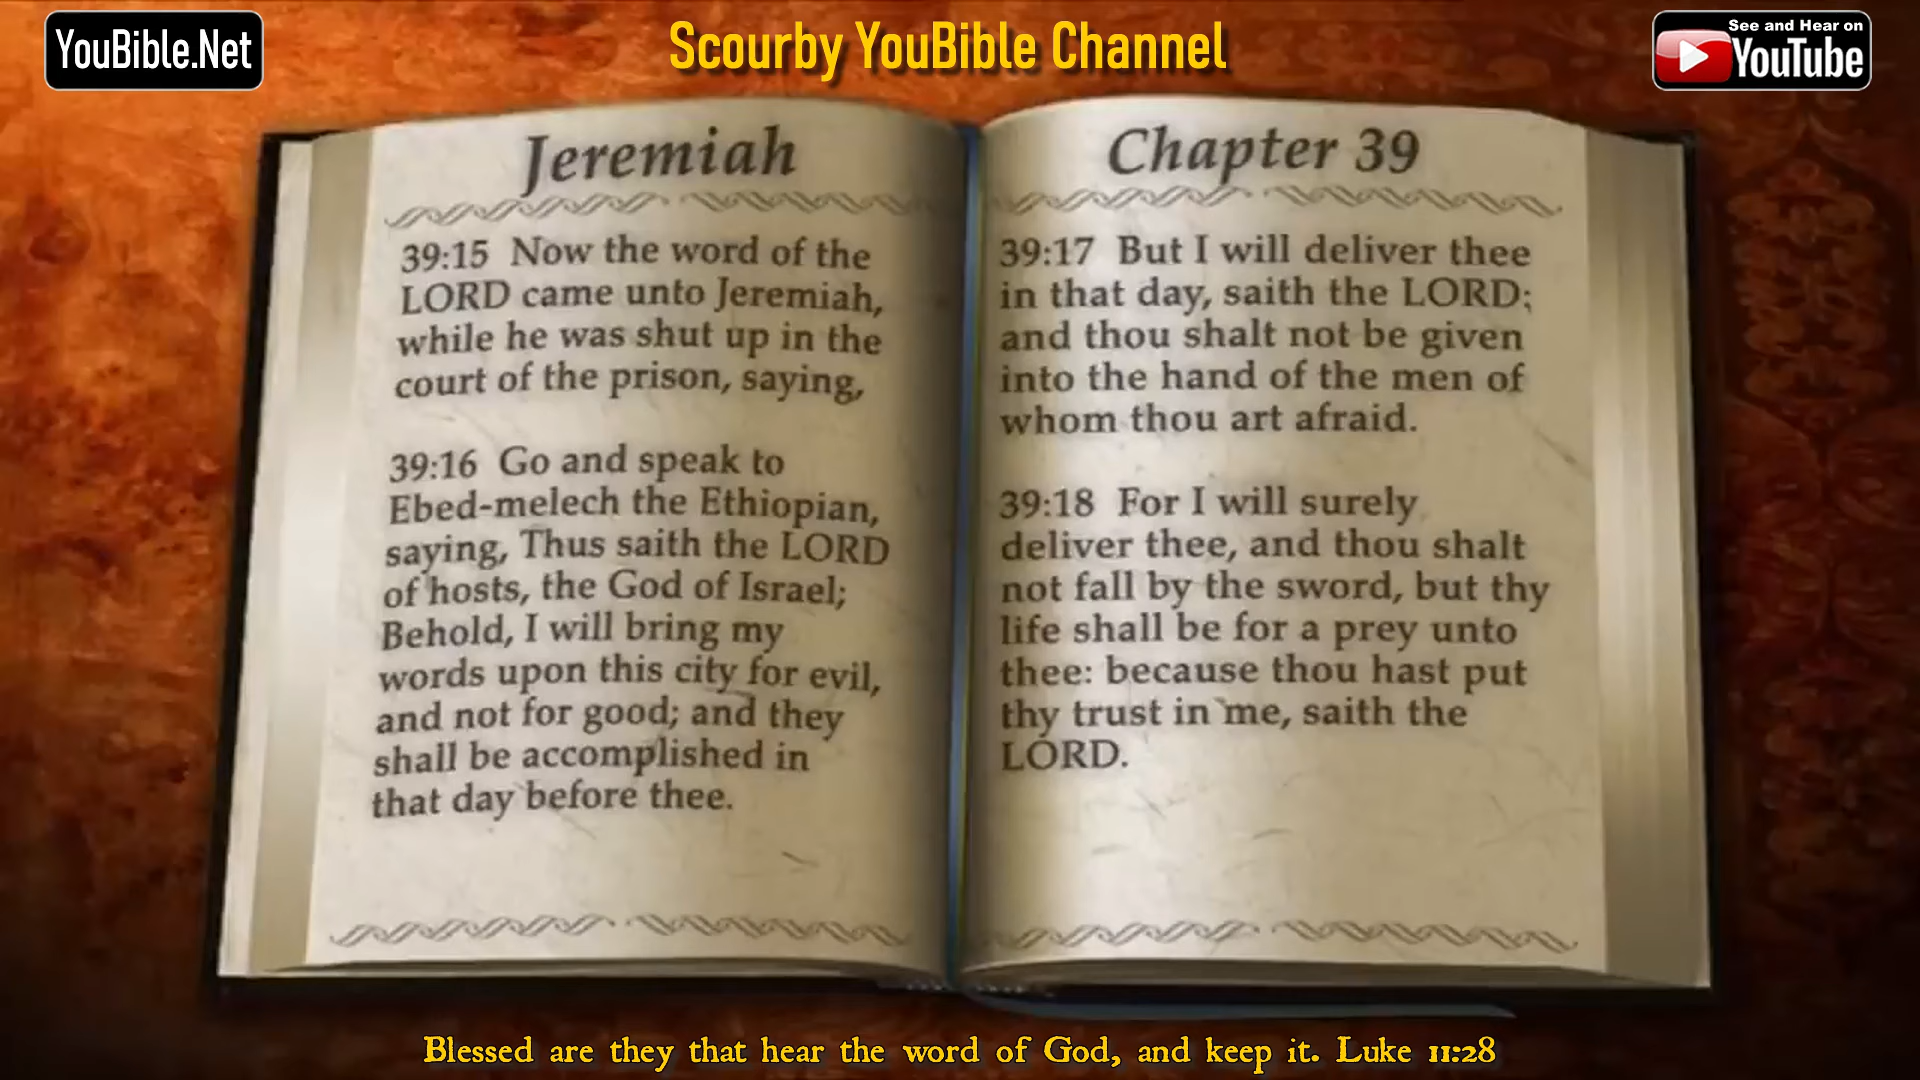 YouBible.Net
Scourby YouBible Channel
See and Hear on
YouTube
Jeremiah
39:15 Now the word of the
LORD came unto Jeremiah,
while he was shut up in the
court of the prison, saying,
39:16 Go and speak to
Ebed-melech the Ethiopian,
saying, Thus saith the LORD
of hosts, the God of Israel;
Behold, I will bring my
words upon this city for evil,
and not for good; and they
shall be accomplished in
that day before thee.
Chapter 39
39:17 But I will deliver thee
in that day, saith the LORD;
and thou shalt not be given
into the hand of the men of
whom thou art afraid.
39:18 For I will surely
deliver thee, and thou shalt
not fall by the sword, but thy
life shall be for a prey unto
thee: because thou hast put
thy trust in me, saith the
LORD.
Blessed are they that hear the word of God, and keep it. Luke 11:28